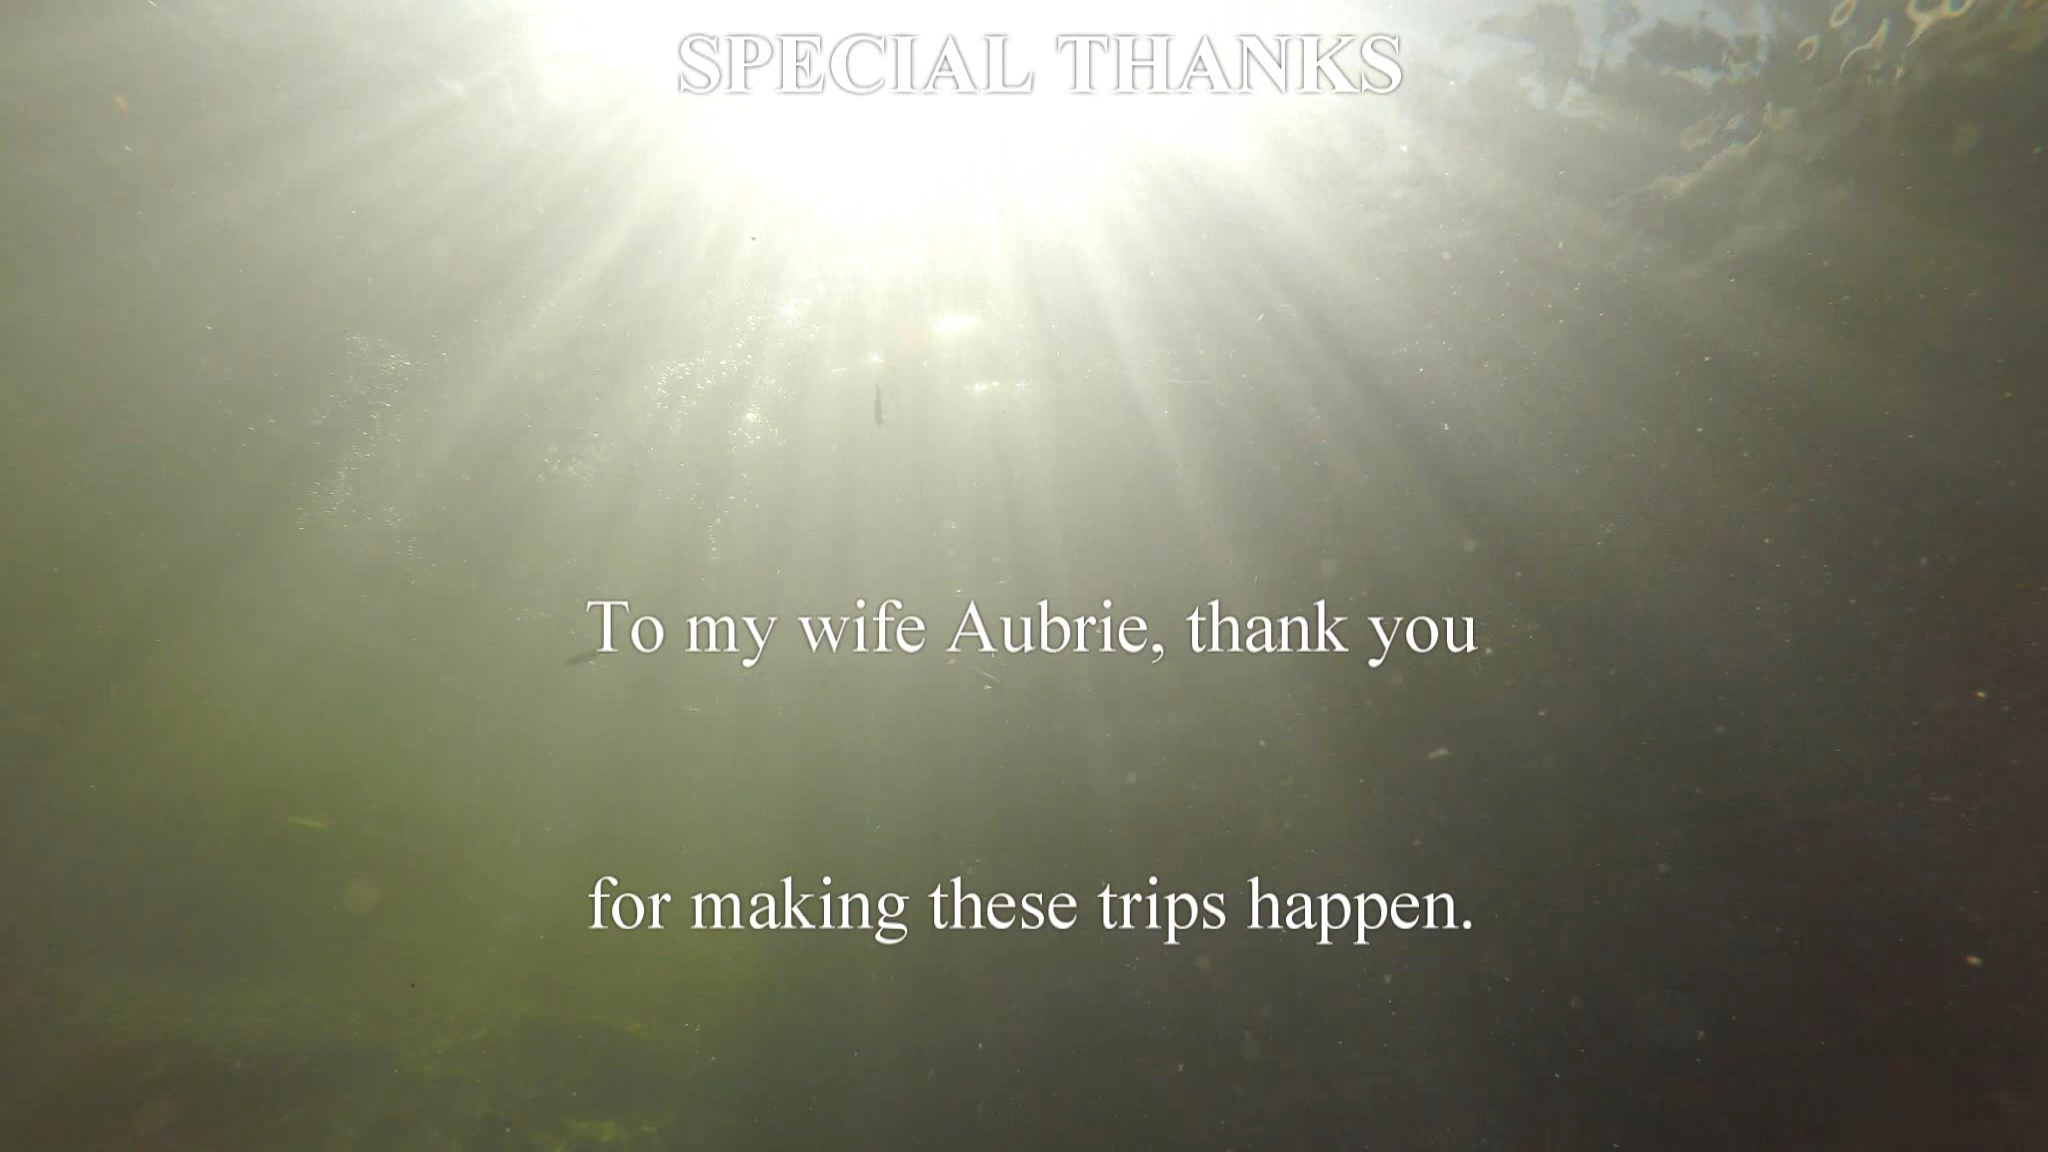 SPECIAL THANKS
To my wife Aubrie, thank you
for making these trips happen.